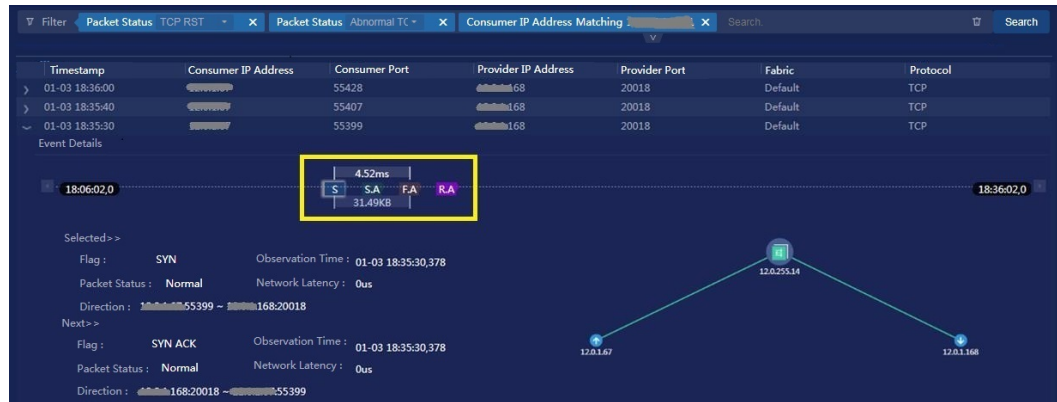 Filter Packet Status TCP RST × Packet Status Abnormal TC × Consumer IP Address Matching × Search Search
Timestamp Consumer IP Address Consumer Port Provider IP Address Provider Port Fabric Protocol
01-03 18:36:00 55428 68 20018 Default TCP
01-03 18:35:40 55407 168 20018 Default TCP
01-03 18:35:30 55399 168 20018 Default TCP
Event Details
4.52ms
18:06:02,0 S S.A F.A R.A 18:36:02,0
31.49KB
Selected>>
Flag : SYN Observation Time : 01-03 18:35:30,378
Packet Status : Normal Network Latency : 0us
Direction : 55399 ~ 168:20018
Next>>
Flag : SYN ACK Observation Time : 01-03 18:35:30,378
Packet Status : Normal Network Latency : 0us
Direction : 168:20018 ~ :55399
12.0.255.14
12.0.1.67 12.0.1.168